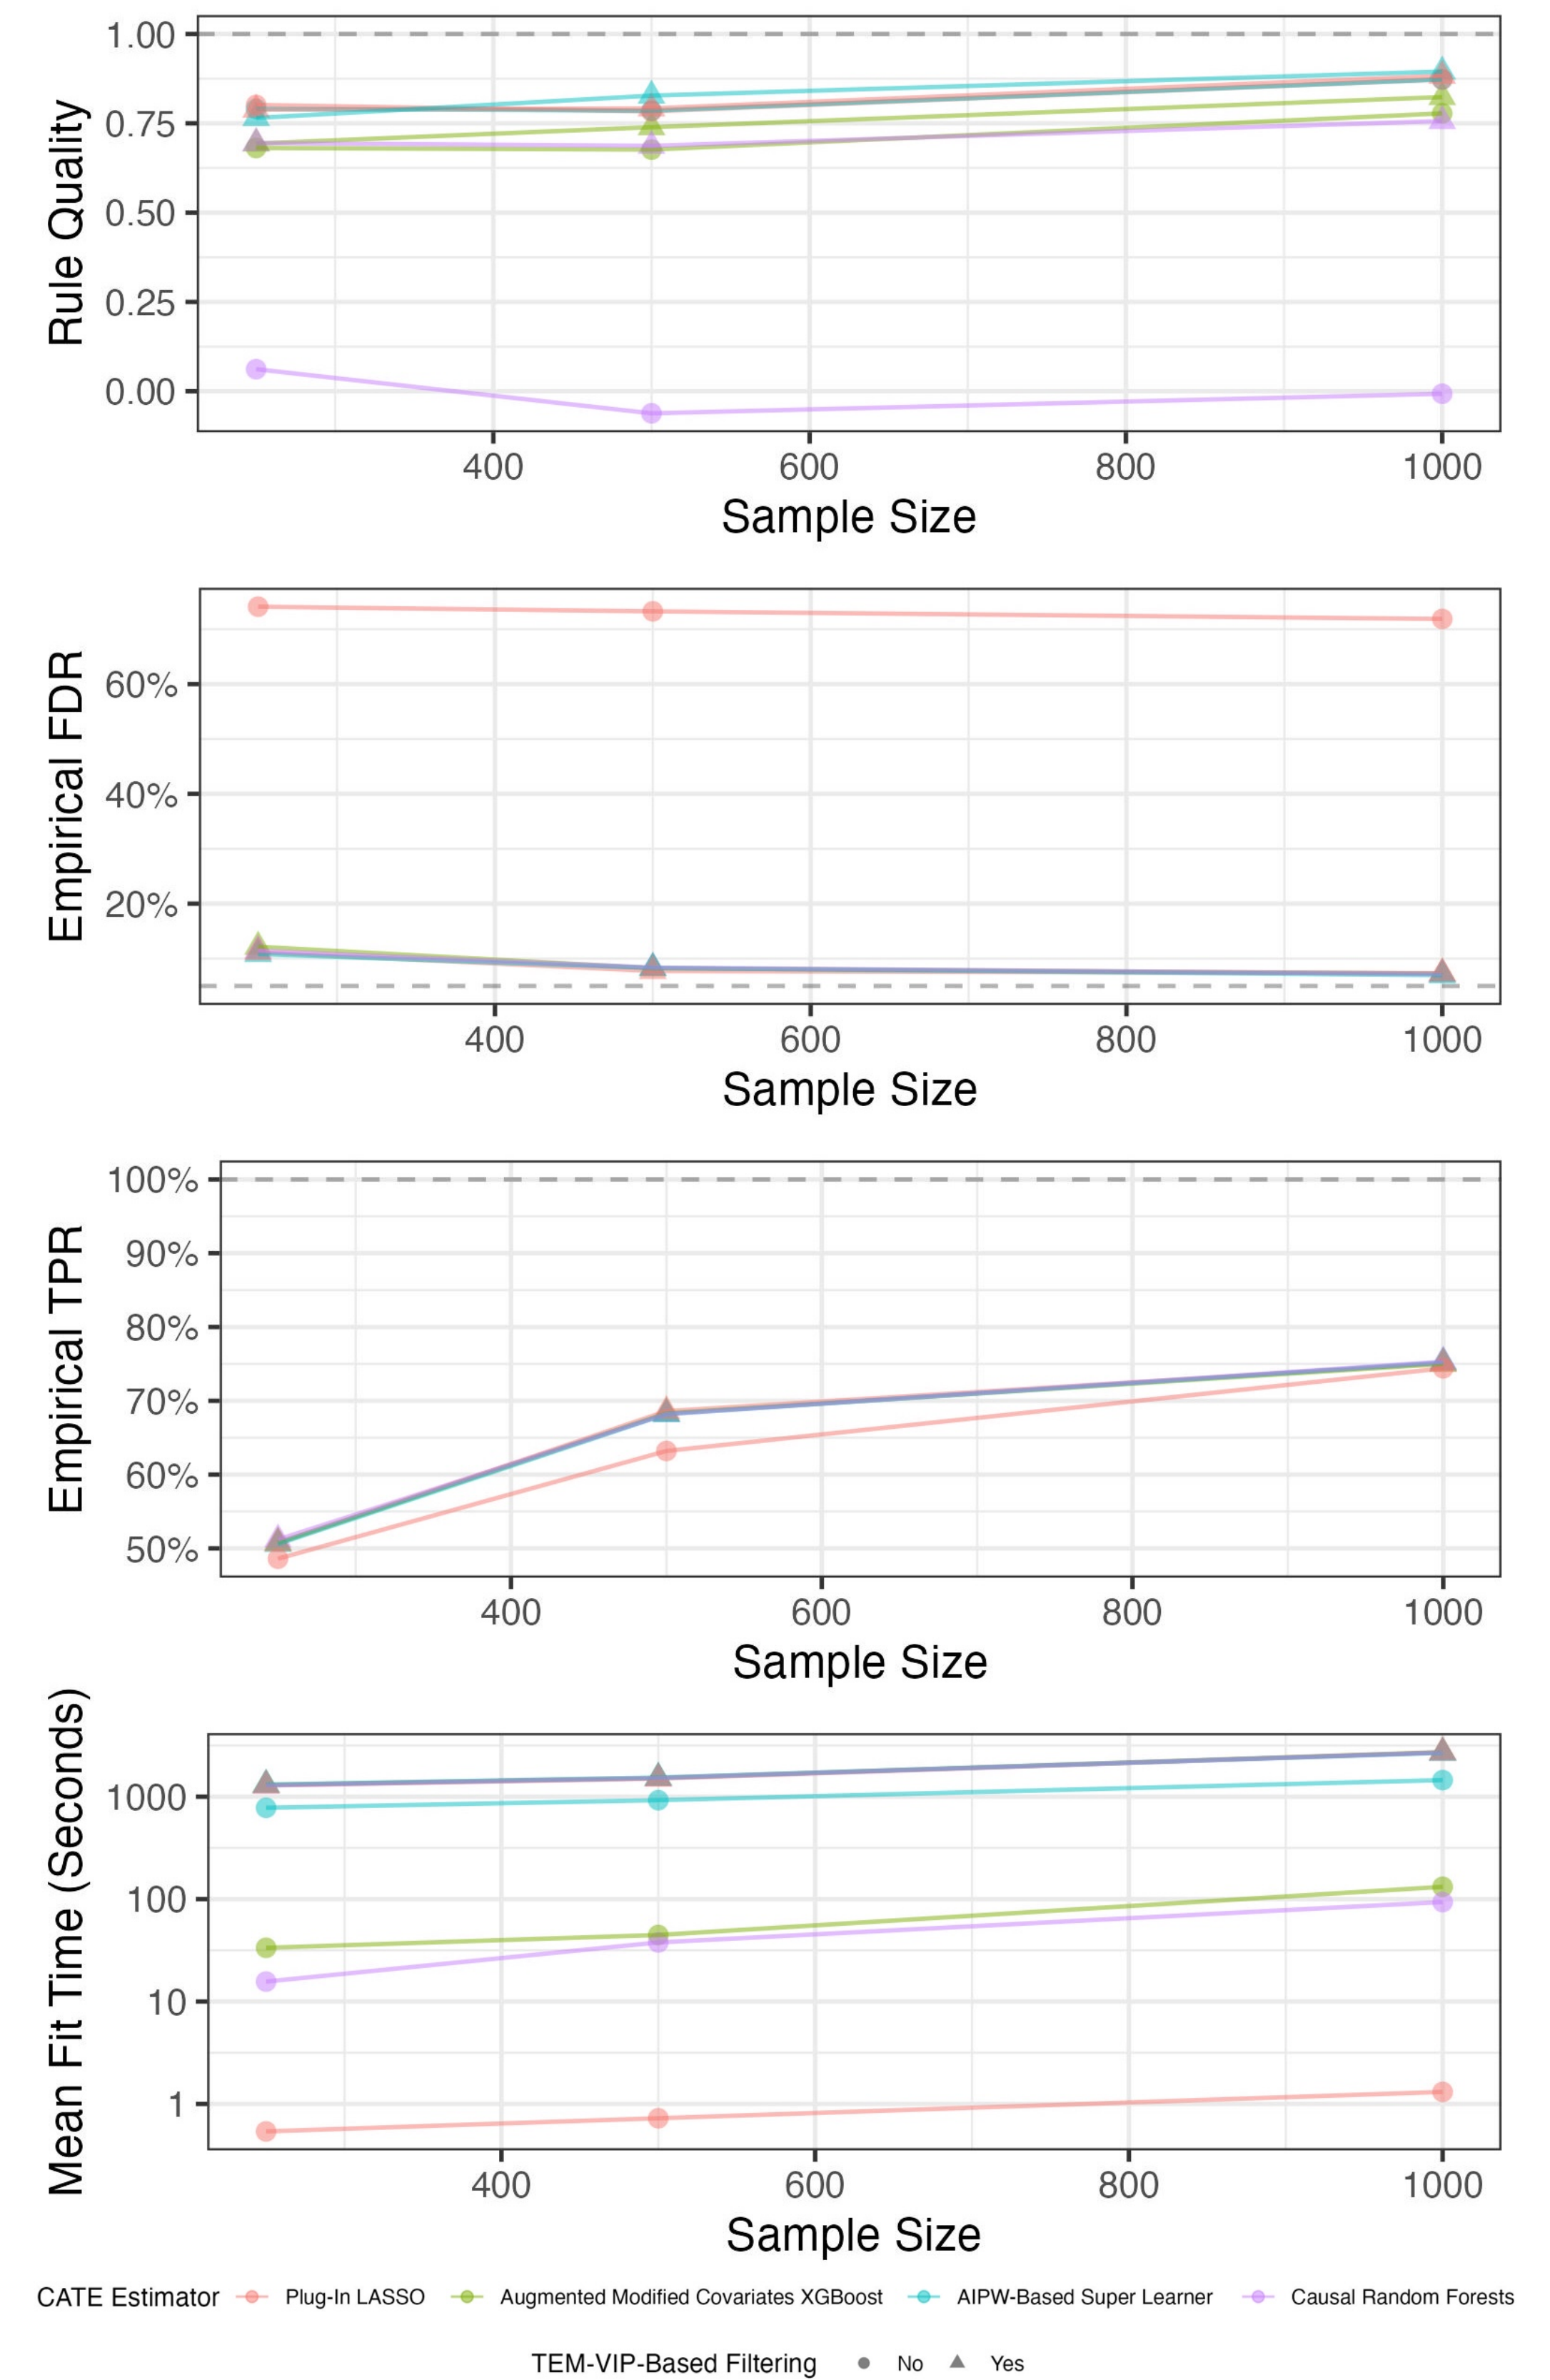 Rule Quality
1.00
0.75
0.50
0.25
0.00
400 600 800 1000
Sample Size
Empirical FDR
60%
40%
20%
400 600 800 1000
Sample Size
Empirical TPR
100%
90%
80%
70%
60%
50%
400 600 800 1000
Sample Size
Mean Fit Time (Seconds)
1000
100
10
1
400 600 800 1000
Sample Size
CATE Estimator Plug-In LASSO Augmented Modified Covariates XGBoost AIPW-Based Super Learner Causal Random Forests
TEM-VIP-Based Filtering No Yes